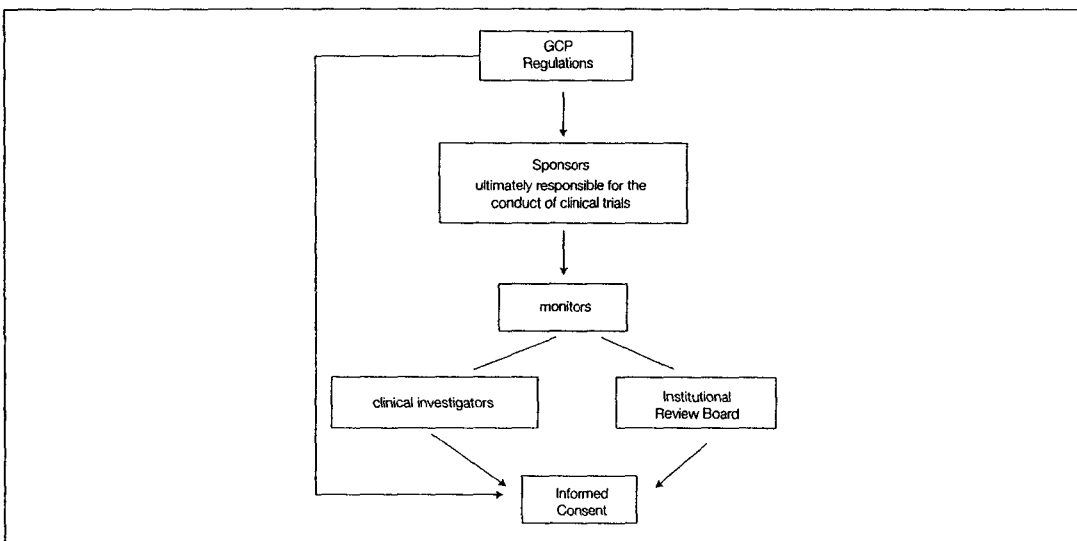 GCP
Regulations
Sponsors
ultimately responsible for the
conduct of clinical trials
monitors
clinical investigators
Institutional
Review Board
Informed
Consent